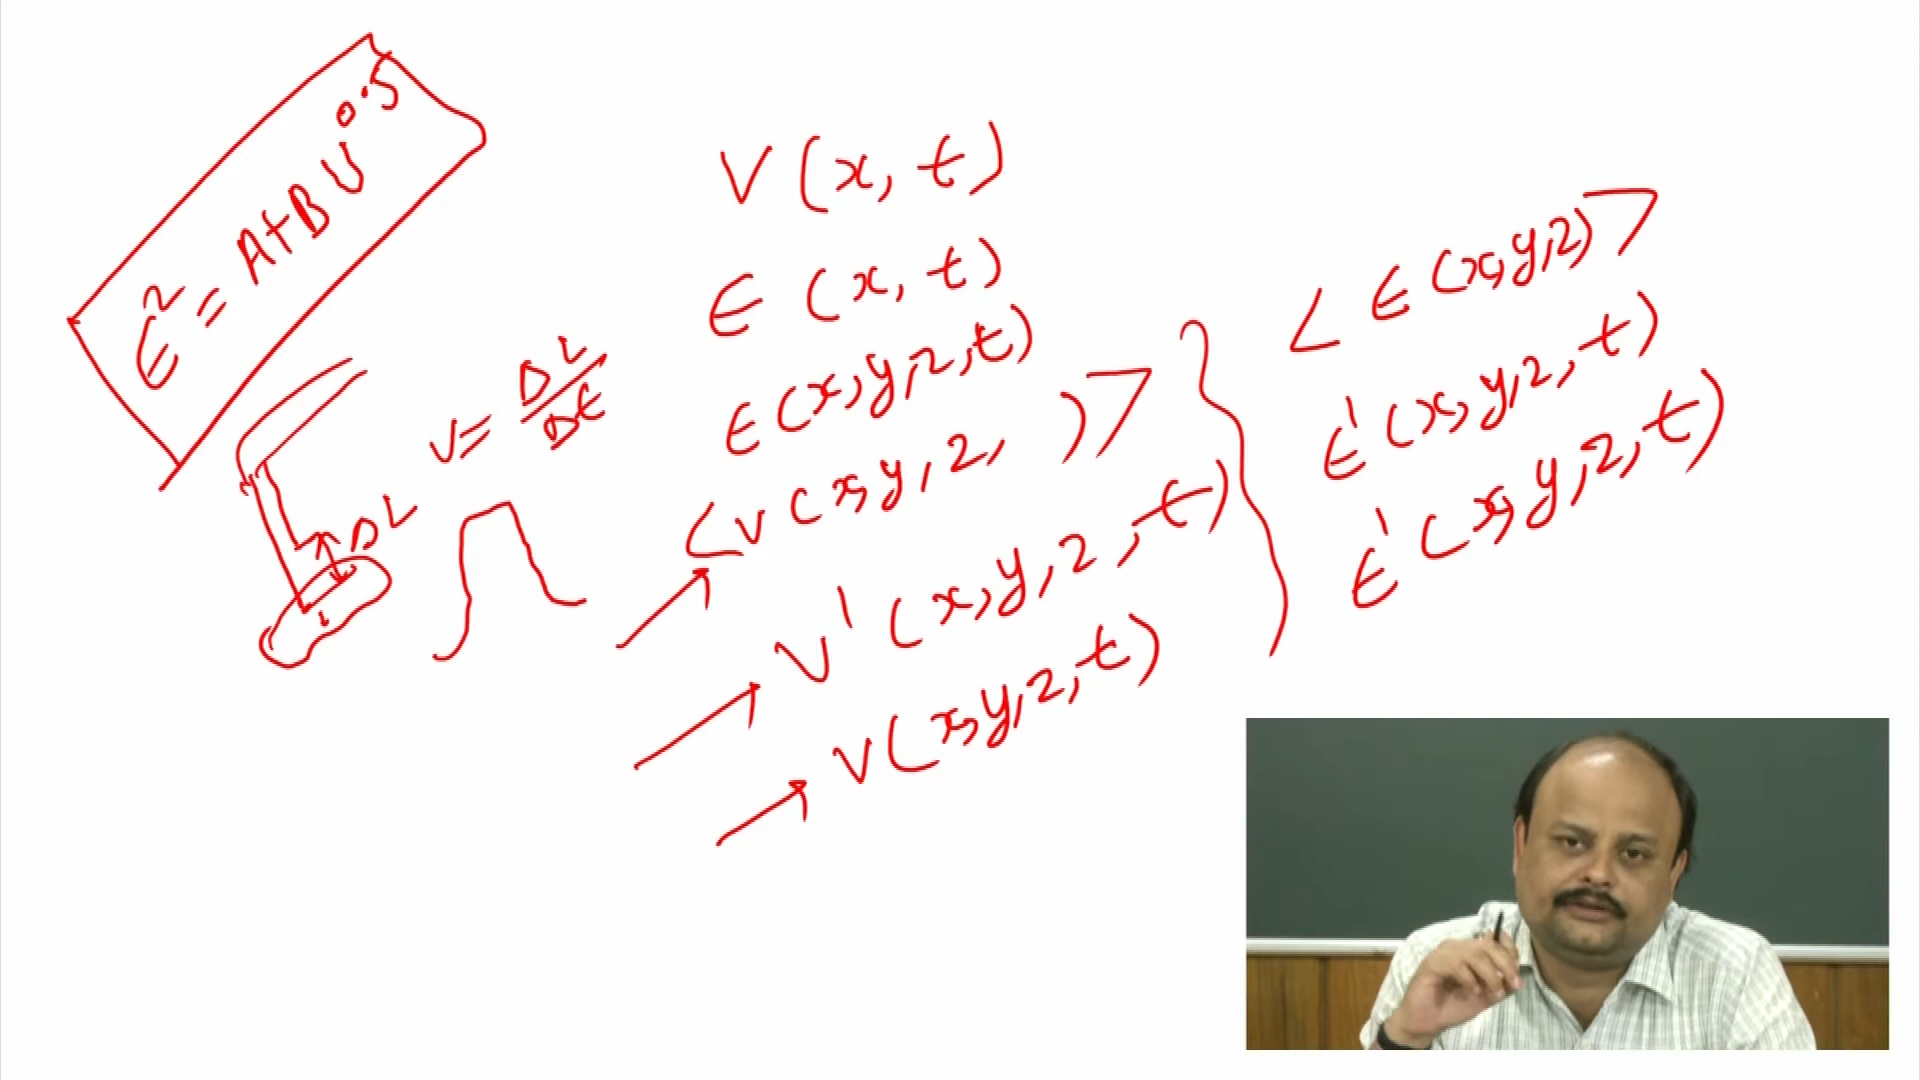 E² = A+BU^0.5
V = ΔL/Δt
ΔL
V (x, t)
E (x, t)
E (x, y, z, t)
<V (x, y, z, )>
V' (x, y, z, t)
V (x, y, z, t)
< E (x, y, z) >
E' (x, y, z, t)
E' (x, y, z, t)